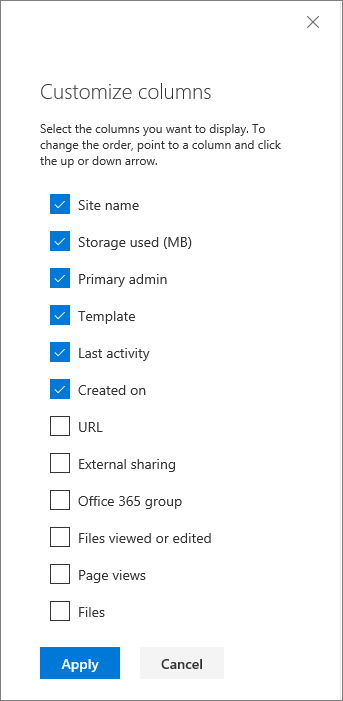 Customize columns
Select the columns you want to display. To
change the order, point to a column and click
the up or down arrow.
Site name
Storage used (MB)
Primary admin
Template
Last activity
Created on
URL
External sharing
Office 365 group
Files viewed or edited
Page views
Files
Apply
Cancel